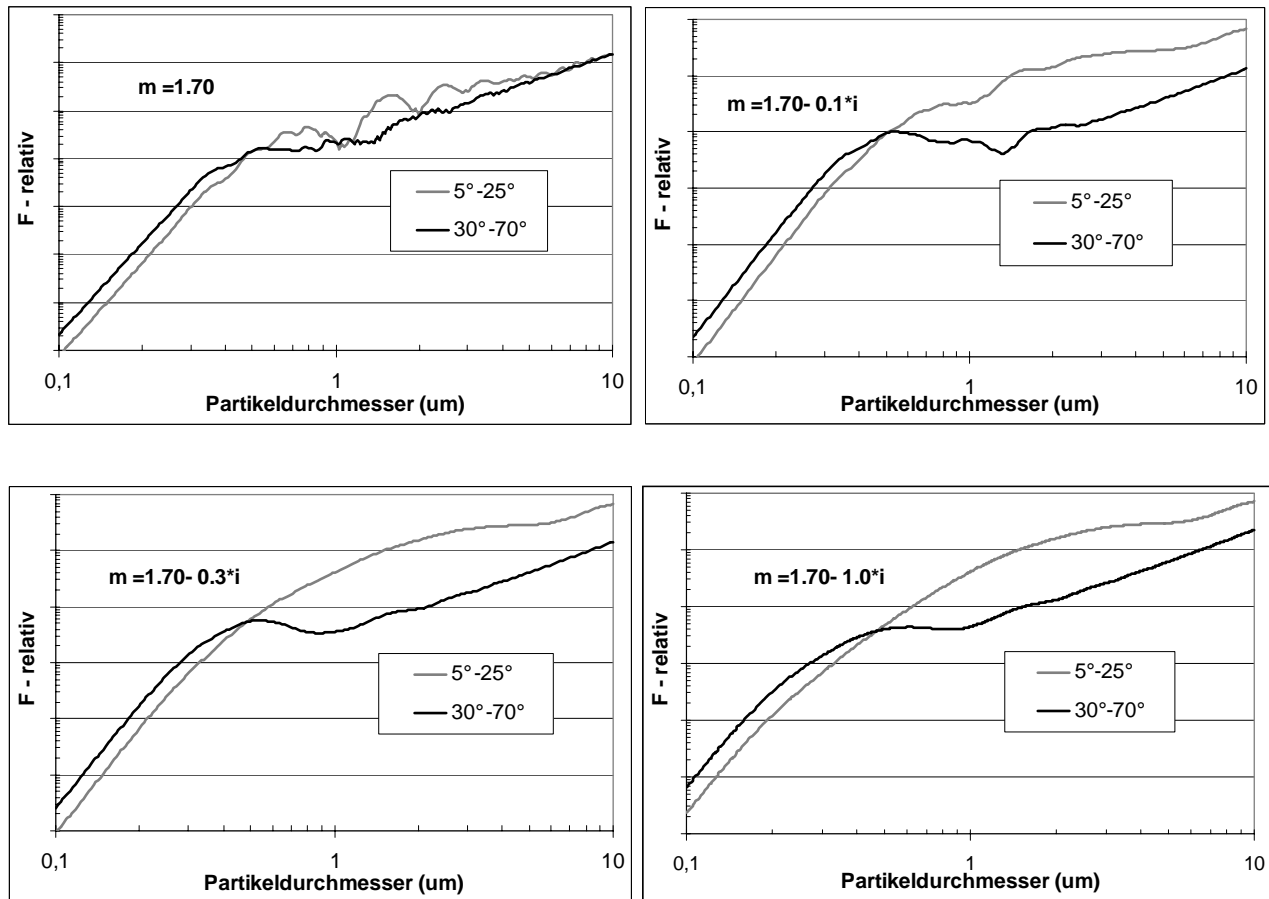 m =1.70
F - relativ
5°-25°
30°-70°
0,1 1 10
Partikeldurchmesser (um)
m =1.70- 0.1*i
F - relativ
5°-25°
30°-70°
0,1 1 10
Partikeldurchmesser (um)
m =1.70- 0.3*i
F - relativ
5°-25°
30°-70°
0,1 1 10
Partikeldurchmesser (um)
m =1.70- 1.0*i
F - relativ
5°-25°
30°-70°
0,1 1 10
Partikeldurchmesser (um)